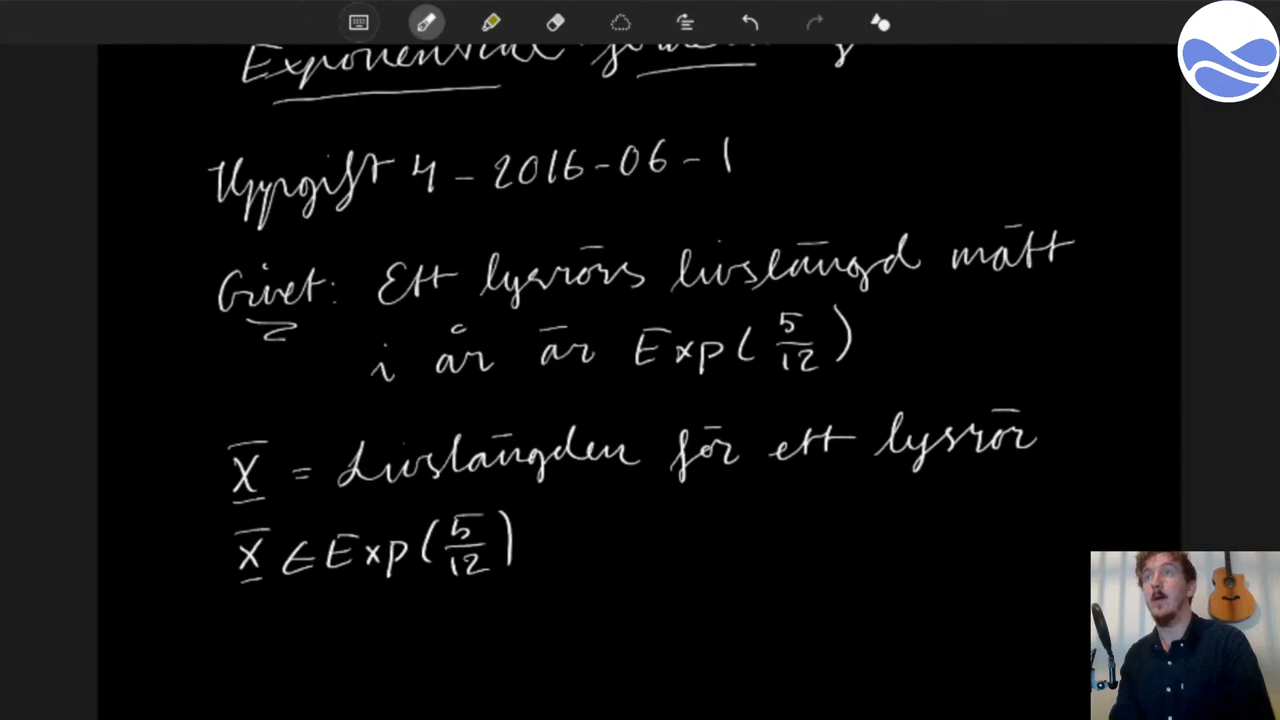 Exponential
Uppgift 4 - 2016-06-1
Givet: Ett lysrörs livslängd mätt
i år är Exp(5/12)
X = Livslängden för ett lysrör
X ∈ Exp(5/12)